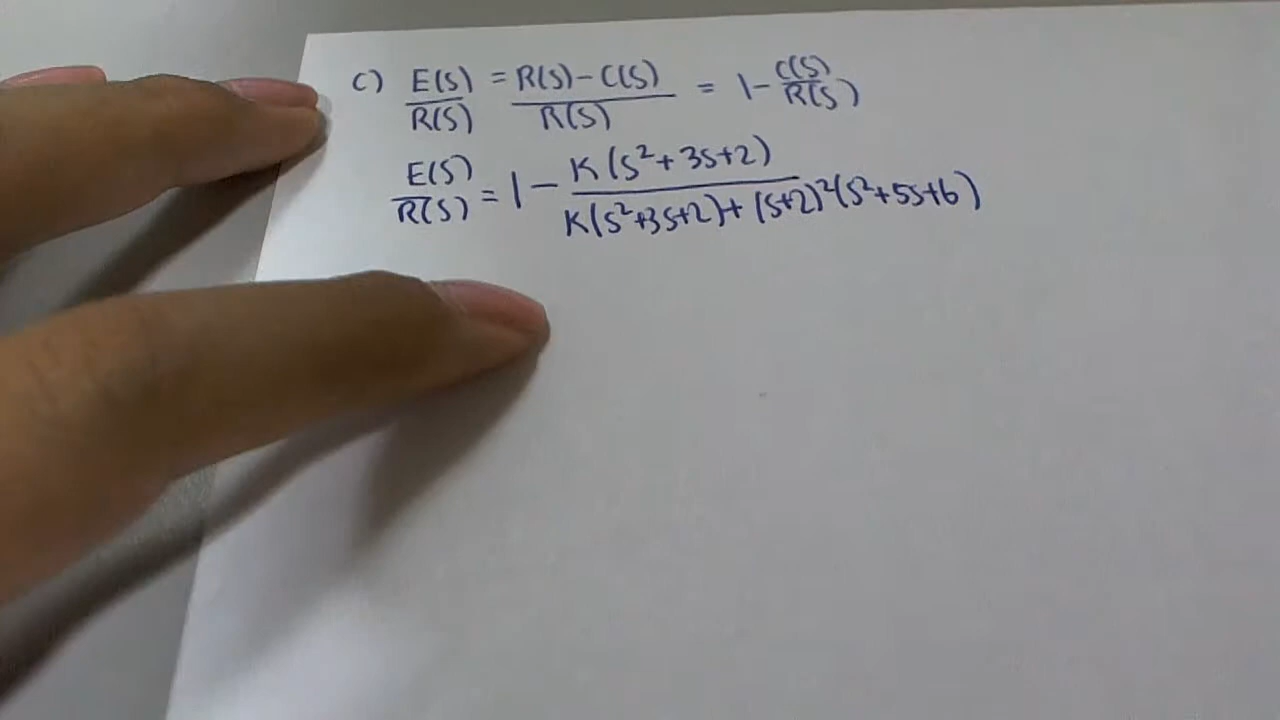 c) E(s)/R(s) = R(s) - C(s)/R(s) = 1 - C(s)/R(s)
E(s)/R(s) = 1 - K(s²+3s+2)/K(s²+3s+2)+(s+2)²(s²+5s+6)